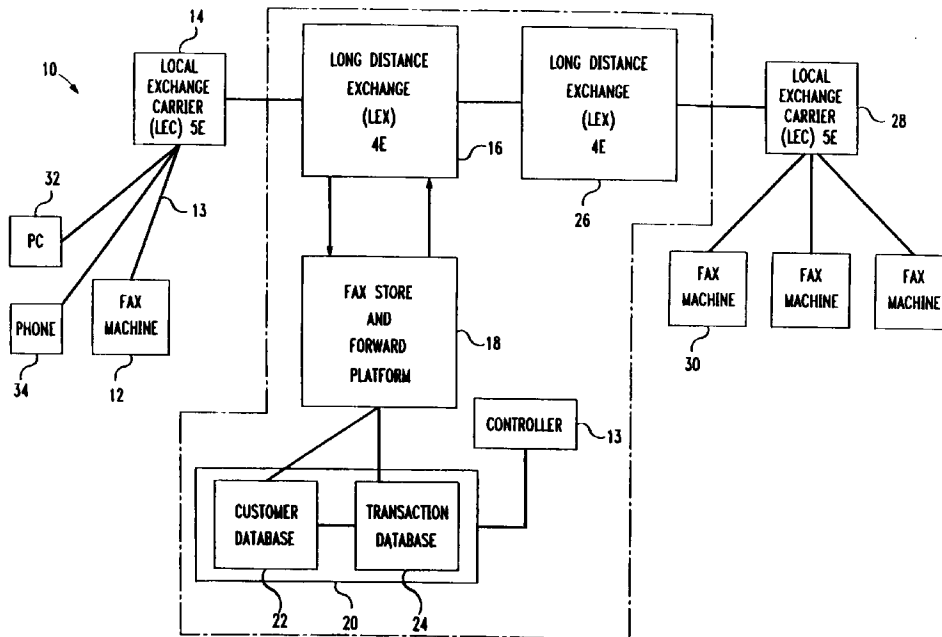 10
14
LOCAL
EXCHANGE
CARRIER
(LEC) 5E
LONG DISTANCE
EXCHANGE
(LEX)
4E
16
LONG DISTANCE
EXCHANGE
(LEX)
4E
26
LOCAL
EXCHANGE
CARRIER
(LEC) 5E
28
32
PC
13
PHONE
34
FAX
MACHINE
12
FAX STORE
AND
FORWARD
PLATFORM
18
FAX
MACHINE
30
FAX
MACHINE
FAX
MACHINE
CONTROLLER
13
CUSTOMER
DATABASE
22
TRANSACTION
DATABASE
24
20